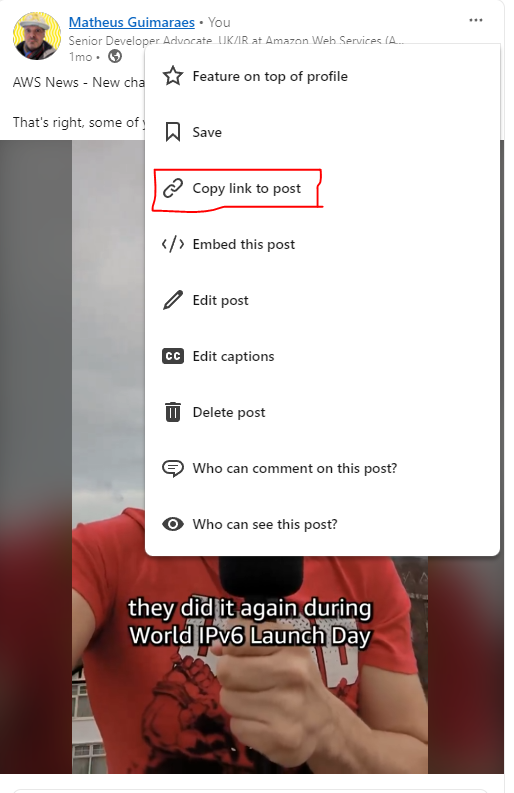 Matheus Guimaraes • You
Senior Developer Advocate, UK/IR at Amazon Web Services (A...
1mo •
AWS News - New cha
That's right, some of
Feature on top of profile
Save
Copy link to post
Embed this post
Edit post
CC Edit captions
Delete post
Who can comment on this post?
Who can see this post?
they did it again during
World IPv6 Launch Day